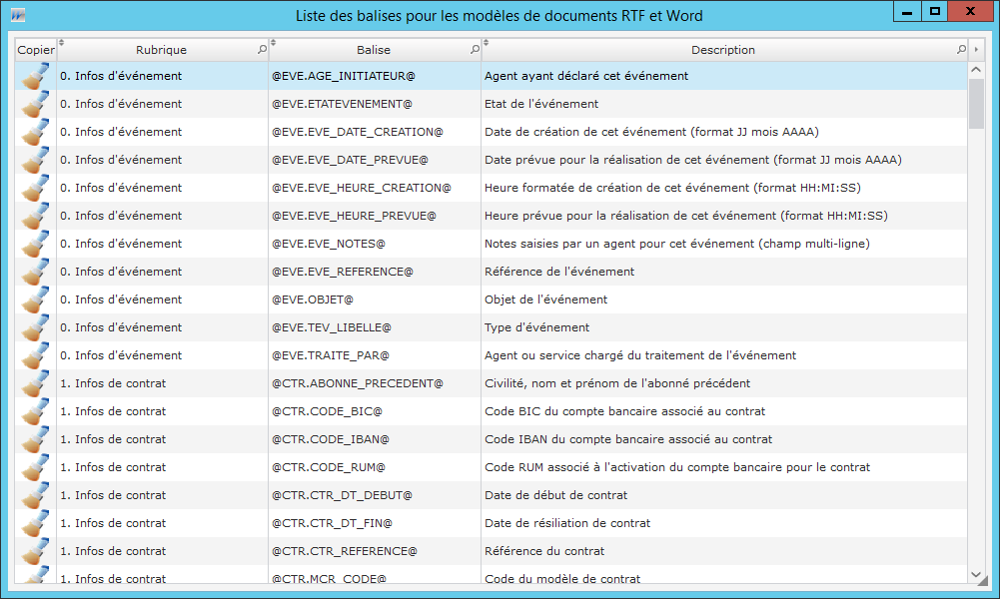 Liste des balises pour les modèles de documents RTF et Word
Copier Rubrique Balise Description
0. Infos d'événement @EVE.AGE_INITIATEUR@ Agent ayant déclaré cet événement
0. Infos d'événement @EVE.ETATEVENEMENT@ Etat de l'événement
0. Infos d'événement @EVE.EVE_DATE_CREATION@ Date de création de cet événement (format JJ mois AAAA)
0. Infos d'événement @EVE.EVE_DATE_PREVUE@ Date prévue pour la réalisation de cet événement (format JJ mois AAAA)
0. Infos d'événement @EVE.EVE_HEURE_CREATION@ Heure formatée de création de cet événement (format HH:MI:SS)
0. Infos d'événement @EVE.EVE_HEURE_PREVUE@ Heure prévue pour la réalisation de cet événement (format HH:MI:SS)
0. Infos d'événement @EVE.EVE_NOTES@ Notes saisies par un agent pour cet événement (champ multi-ligne)
0. Infos d'événement @EVE.EVE_REFERENCE@ Référence de l'événement
0. Infos d'événement @EVE.OBJET@ Objet de l'événement
0. Infos d'événement @EVE.TEV_LIBELLE@ Type d'événement
0. Infos d'événement @EVE.TRAITE_PAR@ Agent ou service chargé du traitement de l'événement
1. Infos de contrat @CTR.ABONNE_PRECEDENT@ Civilité, nom et prénom de l'abonné précédent
1. Infos de contrat @CTR.CODE_BIC@ Code BIC du compte bancaire associé au contrat
1. Infos de contrat @CTR.CODE_IBAN@ Code IBAN du compte bancaire associé au contrat
1. Infos de contrat @CTR.CODE_RUM@ Code RUM associé à l'activation du compte bancaire pour le contrat
1. Infos de contrat @CTR.CTR_DT_DEBUT@ Date de début de contrat
1. Infos de contrat @CTR.CTR_DT_FIN@ Date de résiliation de contrat
1. Infos de contrat @CTR.CTR_REFERENCE@ Référence du contrat
1. Infos de contrat @CTR.MCR_CODE@ Code du modèle de contrat